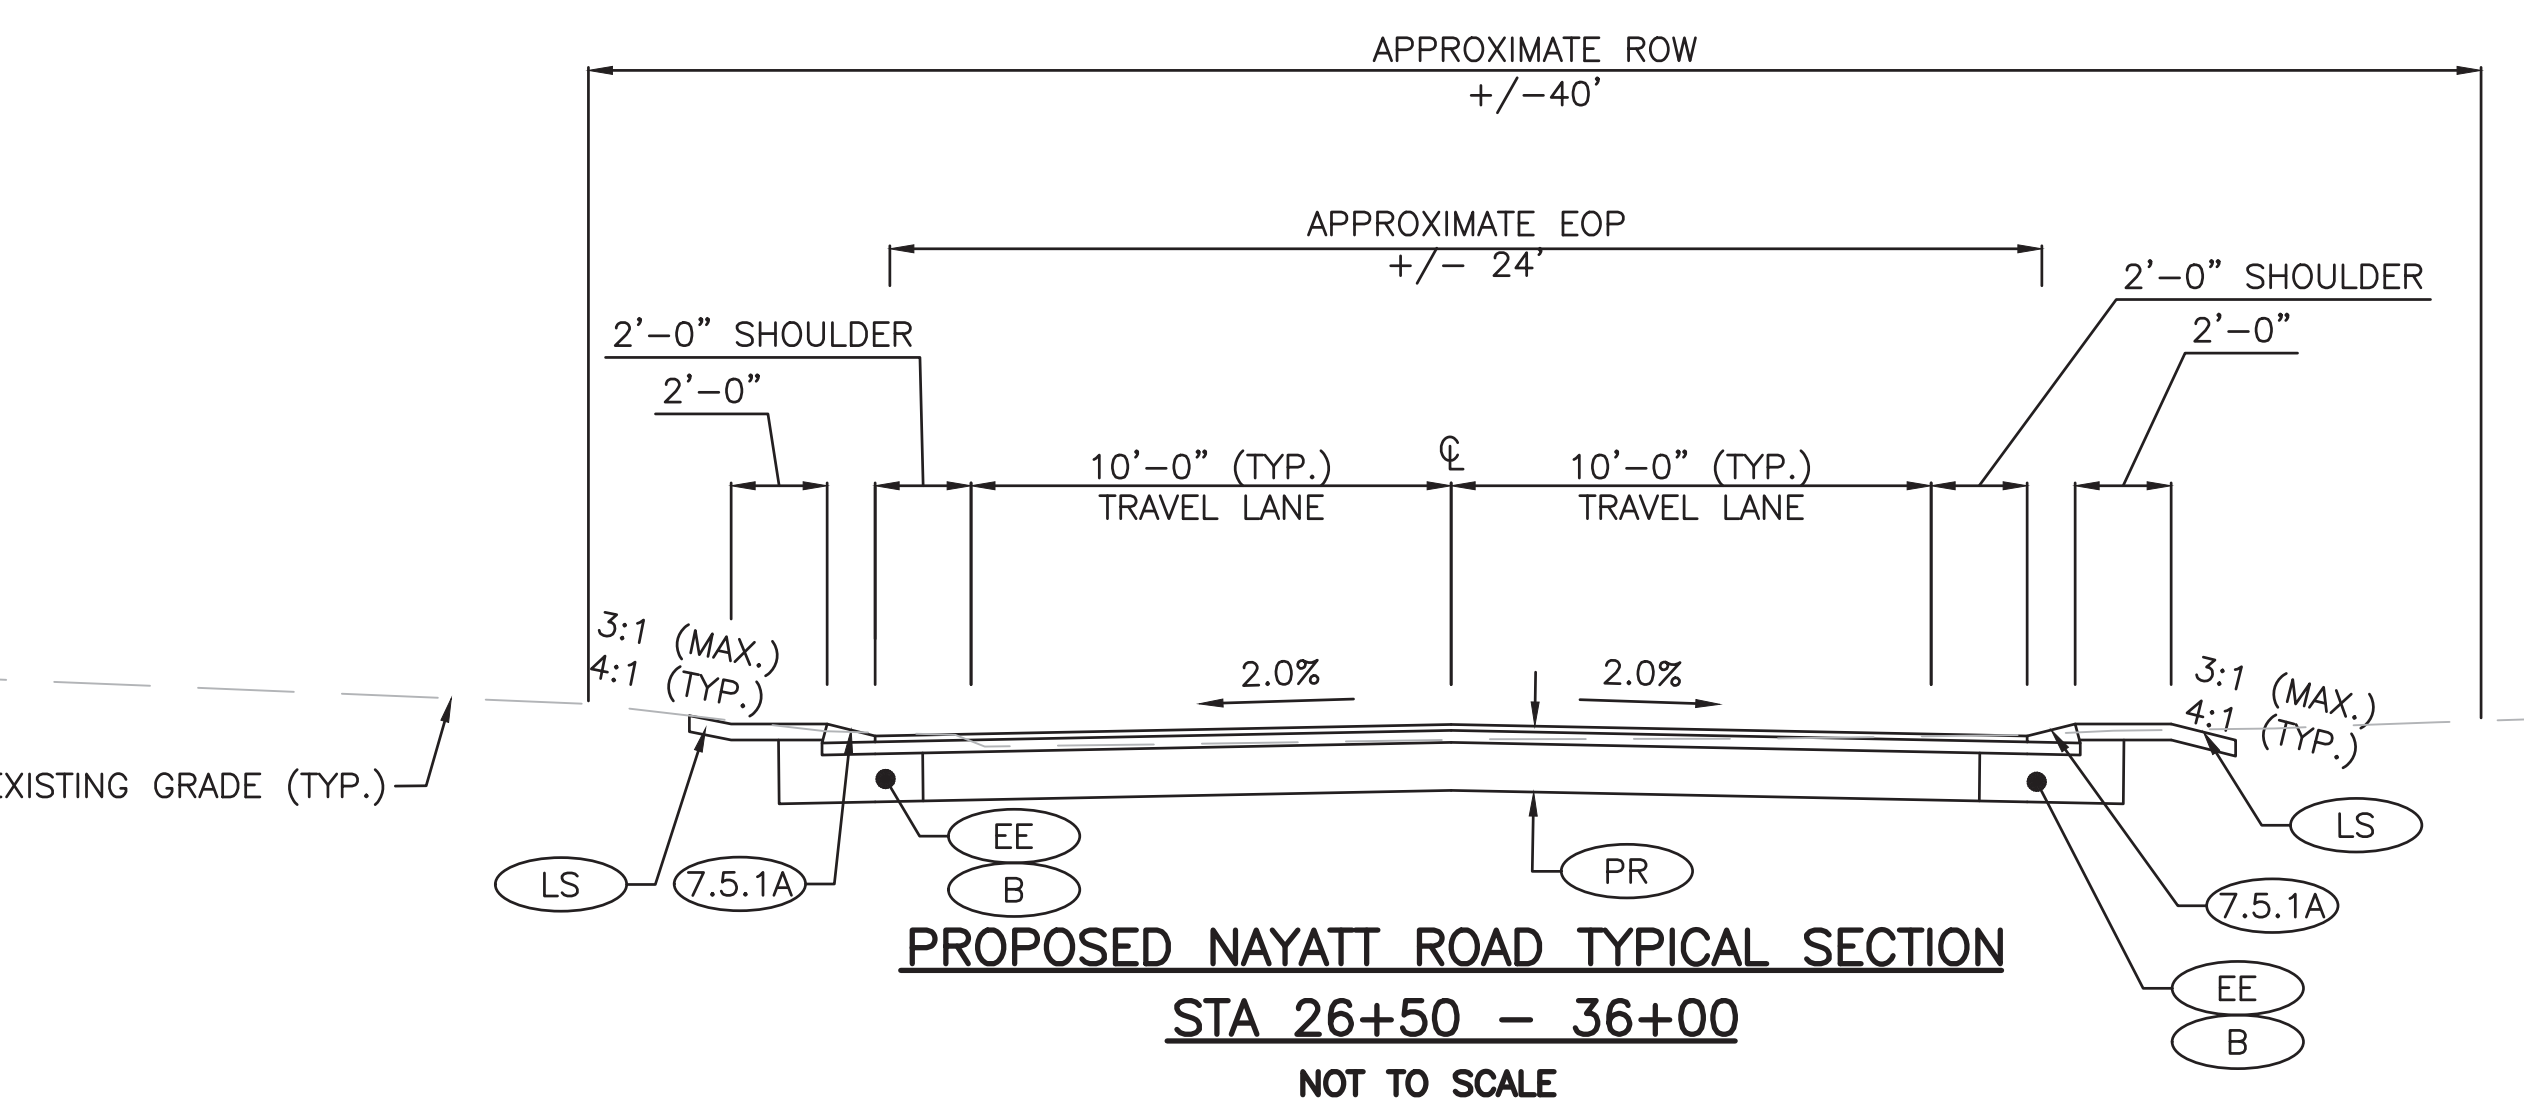 APPROXIMATE ROW
+/-40'
APPROXIMATE EOP
+/- 24'
2'-0" SHOULDER
2'-0"
2'-0" SHOULDER
2'-0"
10'-0" (TYP.)
TRAVEL LANE
℄
10'-0" (TYP.)
TRAVEL LANE
3:1 (MAX.)
4:1 (TYP.)
2.0%
2.0%
3:1 (MAX.)
4:1 (TYP.)
EXISTING GRADE (TYP.)
LS
7.5.1A
EE
B
PR
LS
7.5.1A
EE
B
PROPOSED NAYATT ROAD TYPICAL SECTION
STA 26+50 - 36+00
NOT TO SCALE